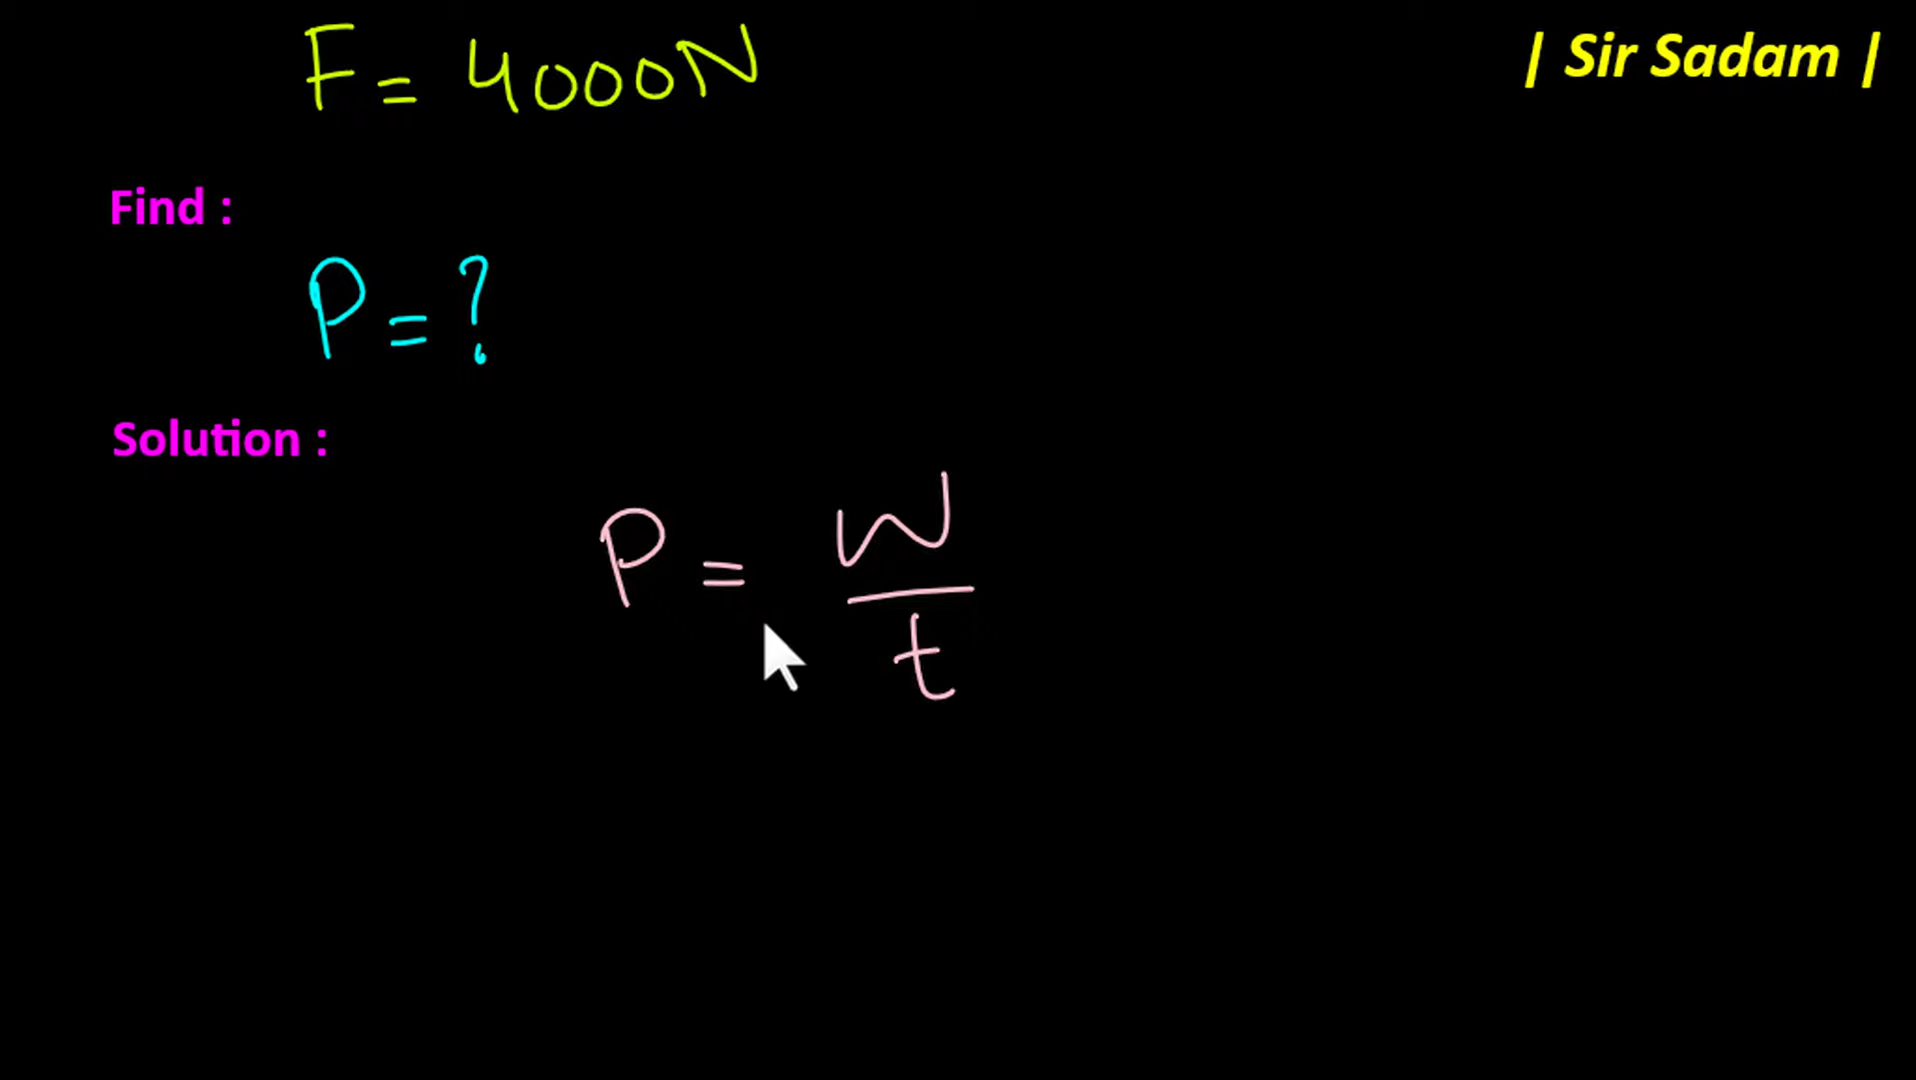 F = 4000N
| Sir Sadam |
Find :
P = ?
Solution :
P = W
t